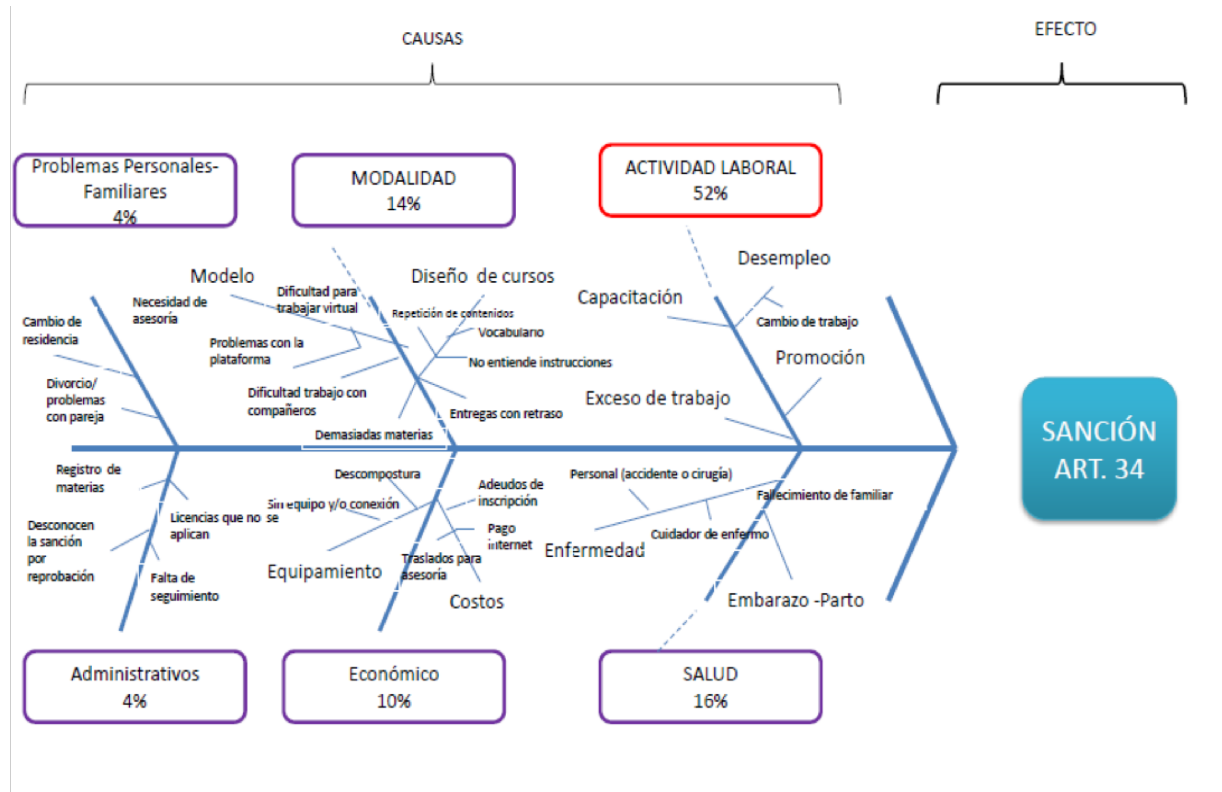 CAUSAS
EFECTO
Problemas Personales-
Familiares
4%
MODALIDAD
14%
ACTIVIDAD LABORAL
52%
Cambio de
residencia
Necesidad de
asesoría
Divorcio/
problemas
con pareja
Modelo
Dificultad para
trabajar virtual
Problemas con la
plataforma
Dificultad trabajo con
compañeros
Demasiadas materias
Diseño de cursos
Repetición de contenidos
Vocabulario
No entiende instrucciones
Entregas con retraso
Capacitación
Desempleo
Cambio de trabajo
Promoción
Exceso de trabajo
SANCIÓN
ART. 34
Registro de
materias
Desconocen
la sanción
por
reprobación
Licencias que no se
aplican
Falta de
seguimiento
Descompostura
Sin equipo y/o conexión
Equipamiento
Adeudos de
inscripción
Pago
internet
Traslados para
asesoría
Costos
Personal (accidente o cirugía)
Fallecimiento de familiar
Cuidador de enfermo
Enfermedad
Embarazo -Parto
Administrativos
4%
Económico
10%
SALUD
16%